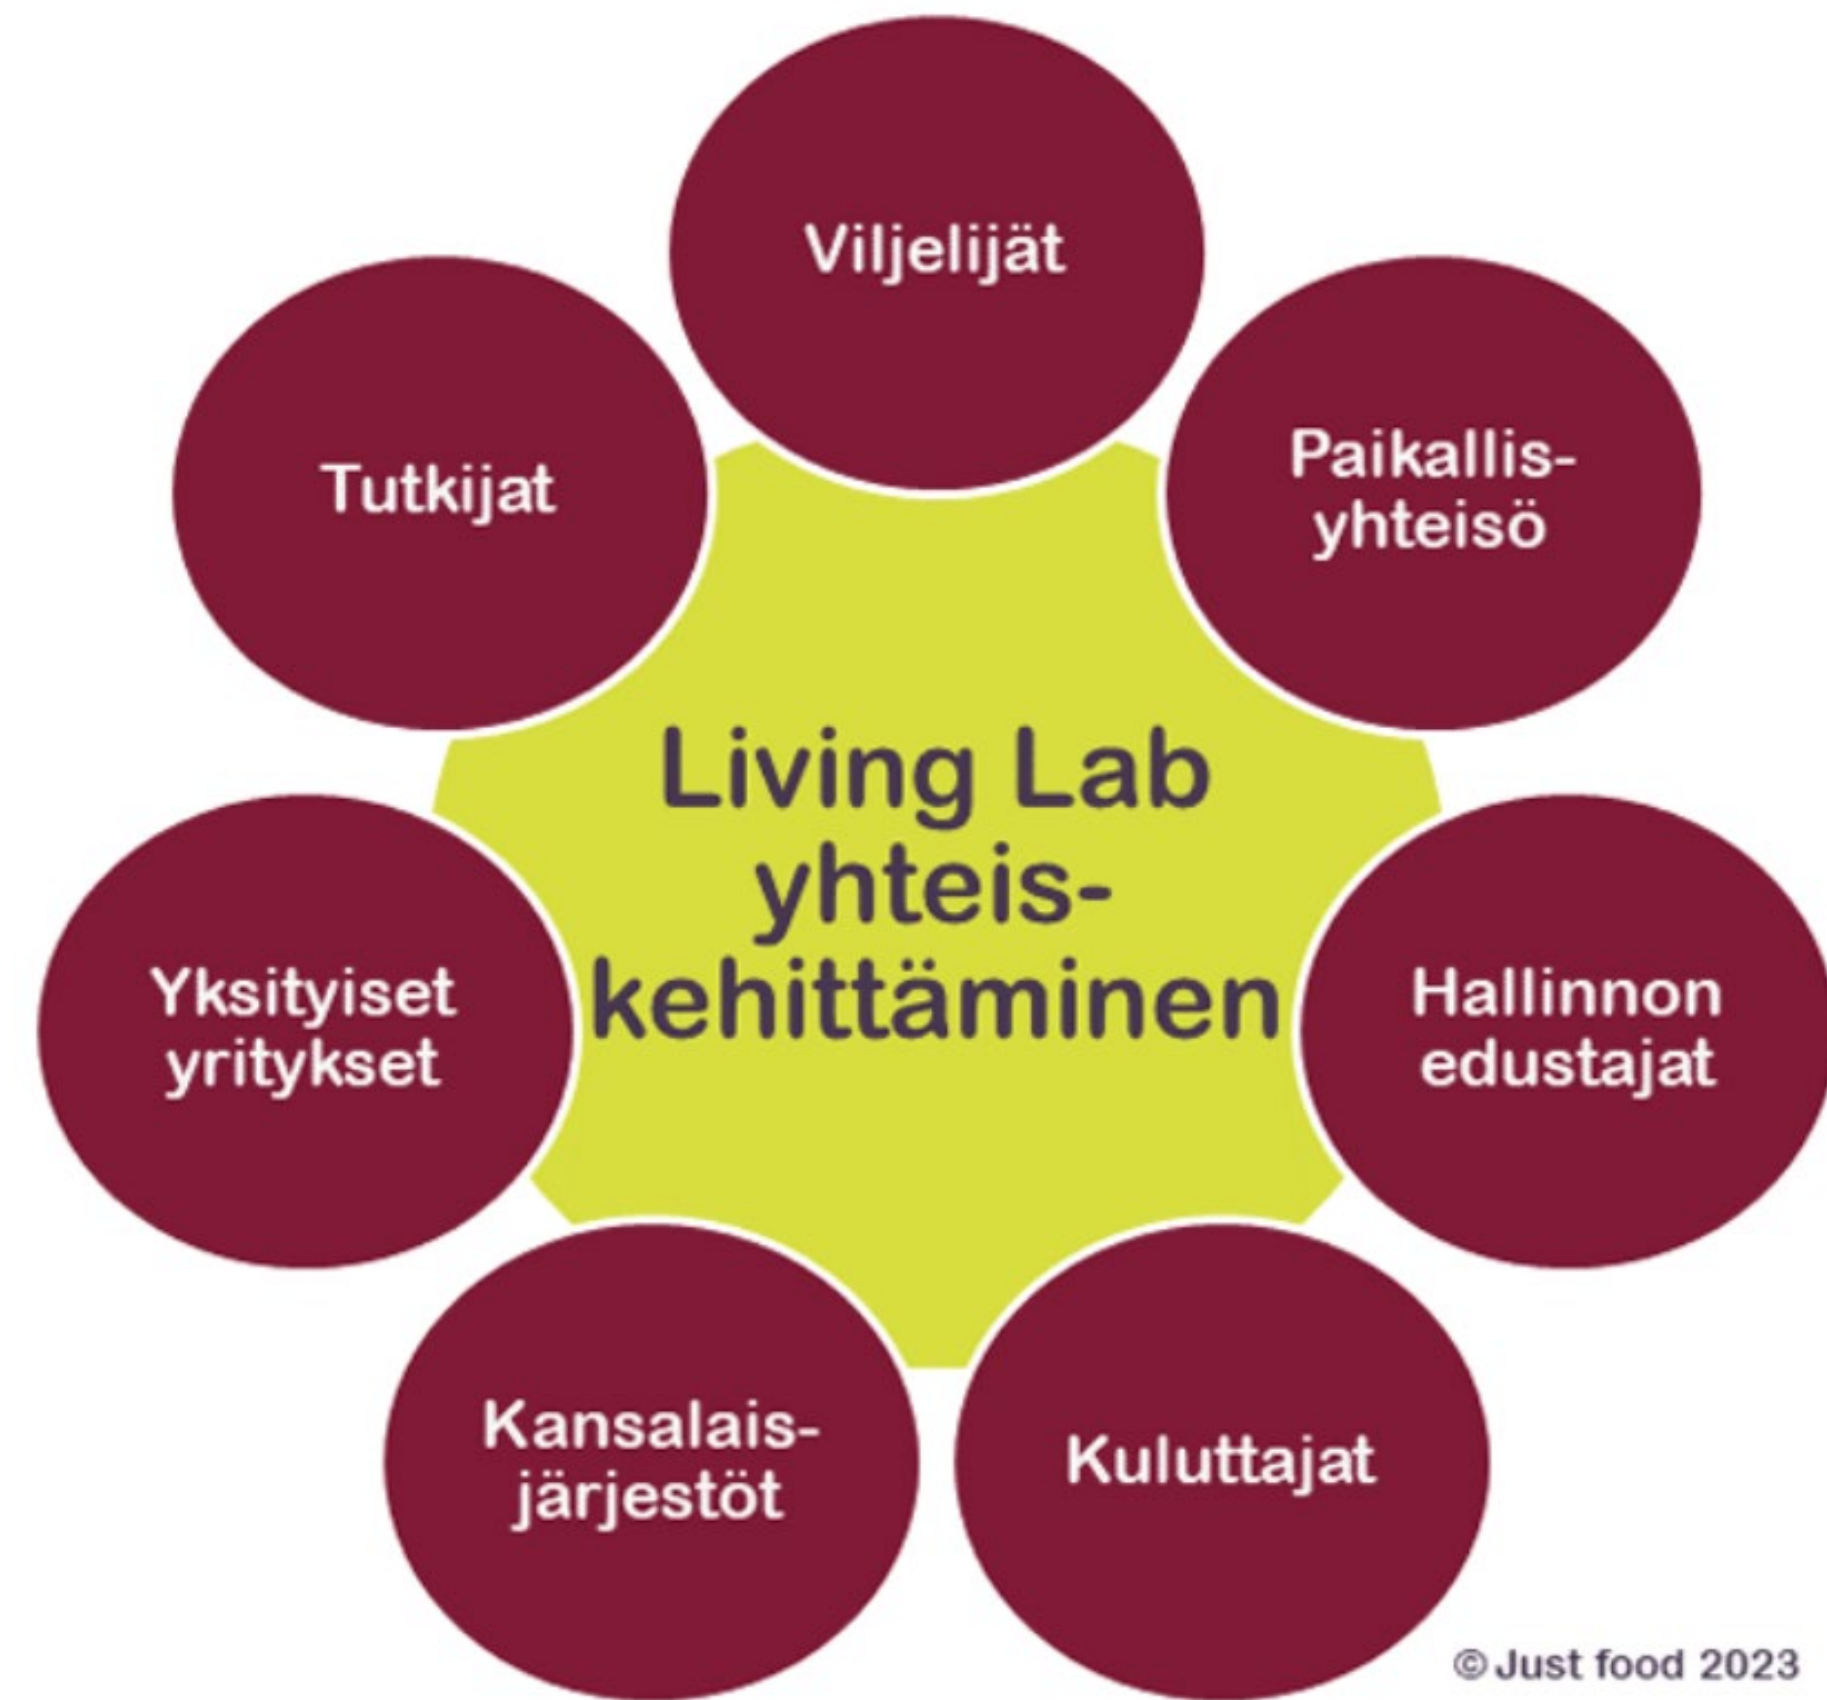 Viljelijät
Paikallis-
yhteisö
Hallinnon
edustajat
Kuluttajat
Kansalais-
järjestöt
Yksityiset
yritykset
Tutkijat
Living Lab
yhteis-
kehittäminen
© Just food 2023